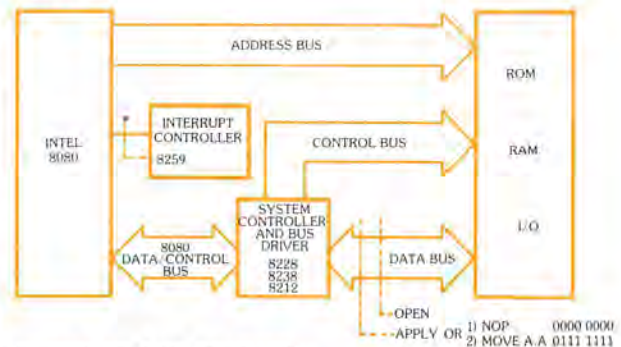 ADDRESS BUS
ROM
INTERRUPT
CONTROLLER
8259
INTEL
8080
CONTROL BUS
RAM
SYSTEM
CONTROLLER
AND BUS
DRIVER
8228
8238
8212
I/O
8080
DATA/CONTROL
BUS
DATA BUS
OPEN
APPLY OR 1) NOP 0000 0000
2) MOVE A.A 0111 1111